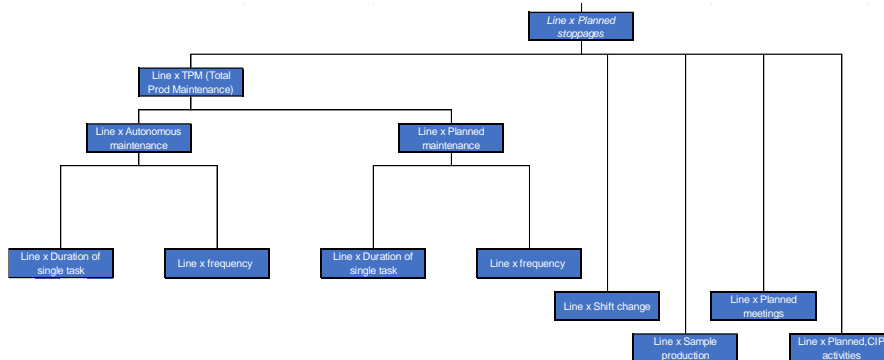 Line x Planned
stoppages
Line x TPM (Total
Prod Maintenance)
Line x Autonomous
maintenance
Line x Planned
maintenance
Line x Duration of
single task
Line x frequency
Line x Duration of
single task
Line x frequency
Line x Shift change
Line x Planned
meetings
Line x Sample
production
Line x Planned,CIP
activities